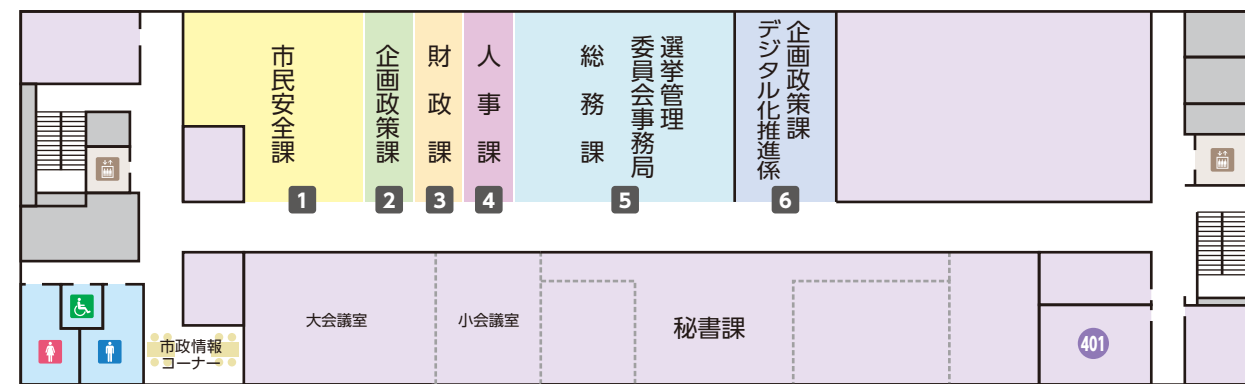 市民安全課
1
企画政策課
2
財政課
3
人事課
4
選挙管理
委員会事務局
総務課
5
企画政策課
デジタル化推進係
6
大会議室
小会議室
秘書課
401
市政情報
コーナー